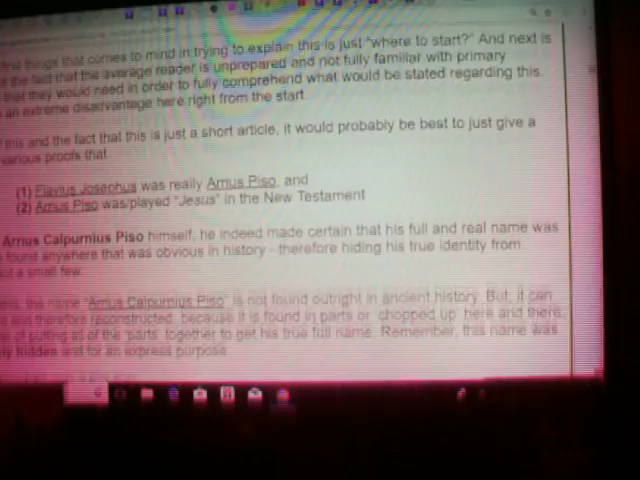 first things that comes to mind in trying to explain this is just "where to start?" And next is
the fact that the average reader is unprepared and not fully familiar with primary
that they would need in order to fully comprehend what would be stated regarding this.
an extreme disadvantage here right from the start.
this and the fact that this is just a short article, it would probably be best to just give a
various proofs that
(1) Flavius Josephus was really Arrius Piso, and
(2) Arrius Piso was/played "Jesus" in the New Testament
Arrius Calpurnius Piso himself, he indeed made certain that his full and real name was
found anywhere that was obvious in history - therefore hiding his true identity from
a small few.
the name "Arrius Calpurnius Piso" is not found outright in ancient history. But, it can
and therefore reconstructed, because it is found in parts or 'chopped up' here and there
of putting all of the 'parts' together to get his true full name. Remember, this name was
hidden and for an express purpose